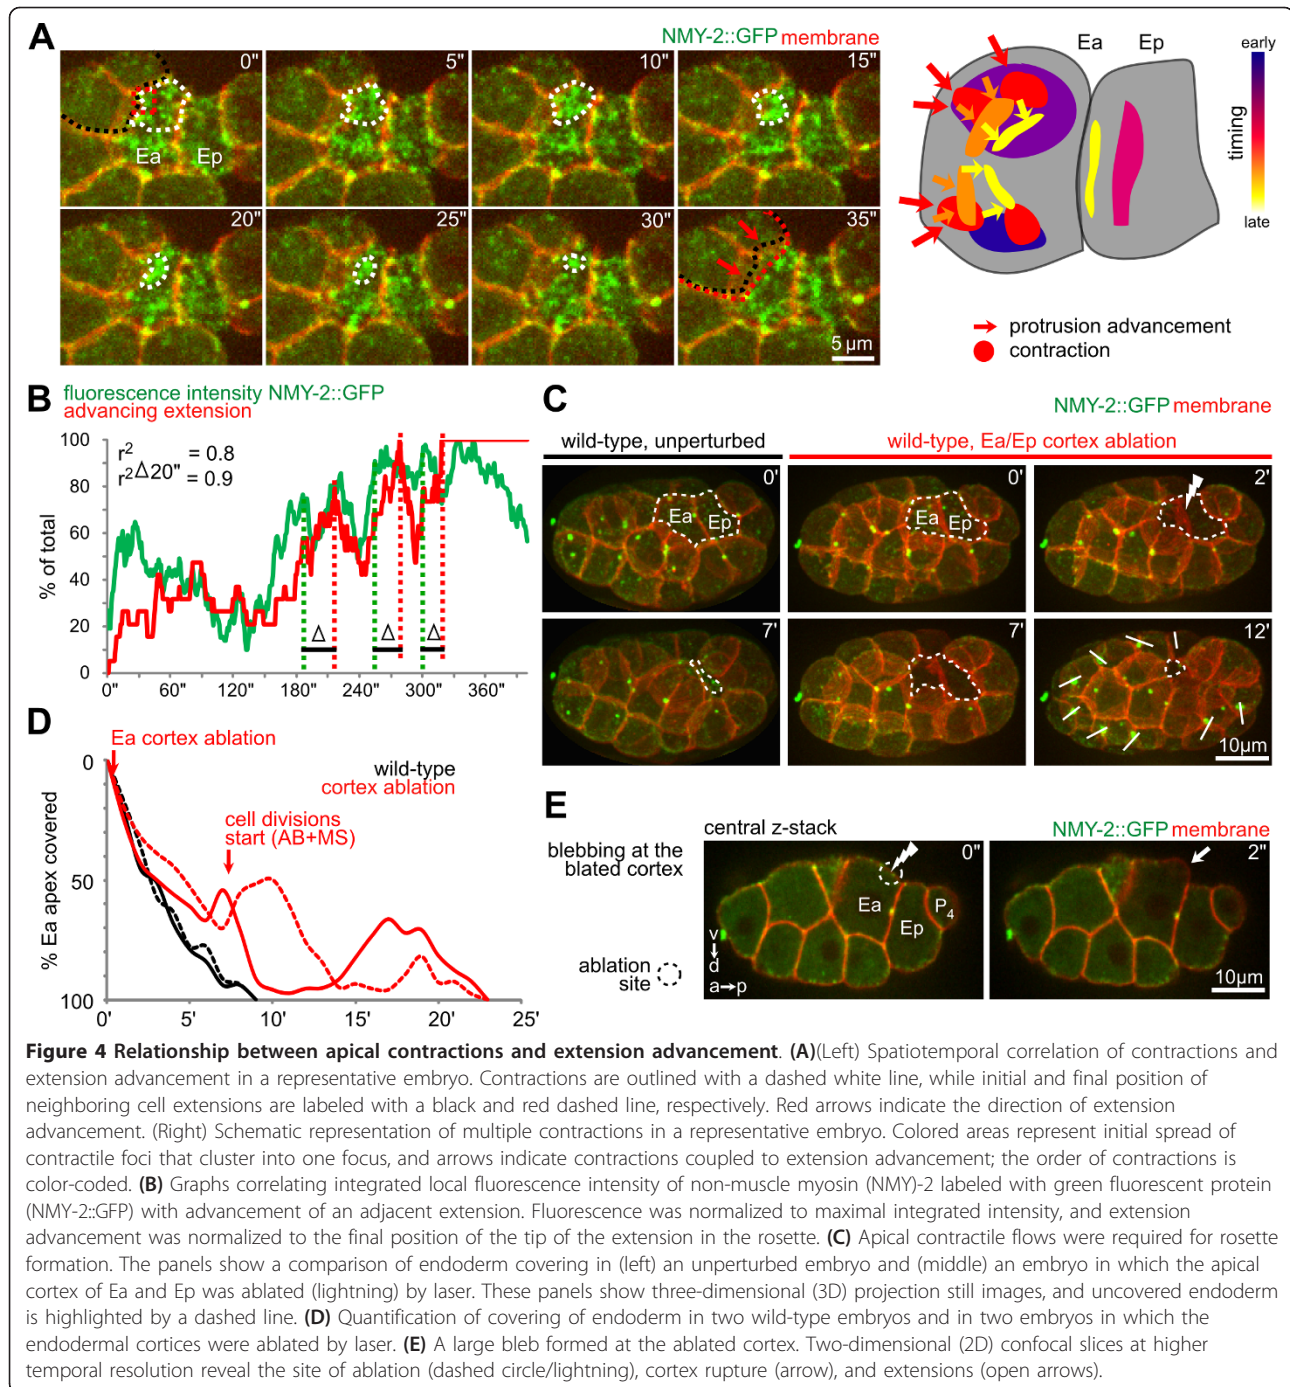 A
NMY-2::GFP membrane
0"
5"
10"
15"
Ea
Ep
20"
25"
30"
35"
5 µm
Ea Ep
early
timing
late
protrusion advancement
contraction
B
fluorescence intensity NMY-2::GFP
advancing extension
r² = 0.8
r²Δ20" = 0.9
% of total
100
80
60
40
20
0
Δ Δ Δ
0" 60" 120" 180" 240" 300" 360"
C
NMY-2::GFP membrane
wild-type, unperturbed
wild-type, Ea/Ep cortex ablation
0'
Ea
Ep
0'
Ea
Ep
2'
7'
7'
12'
10µm
D
Ea cortex ablation
wild-type
cortex ablation
cell divisions
start (AB+MS)
% Ea apex covered
0
50
100
0' 5' 10' 15' 20' 25'
E
central z-stack
NMY-2::GFP membrane
blebbing at the
blated cortex
0"
Ea
Ep
P4
2"
ablation
site
v
d
a p
10µm
Figure 4 Relationship between apical contractions and extension advancement. (A)(Left) Spatiotemporal correlation of contractions and
extension advancement in a representative embryo. Contractions are outlined with a dashed white line, while initial and final position of
neighboring cell extensions are labeled with a black and red dashed line, respectively. Red arrows indicate the direction of extension
advancement. (Right) Schematic representation of multiple contractions in a representative embryo. Colored areas represent initial spread of
contractile foci that cluster into one focus, and arrows indicate contractions coupled to extension advancement; the order of contractions is
color-coded. (B) Graphs correlating integrated local fluorescence intensity of non-muscle myosin (NMY)-2 labeled with green fluorescent protein
(NMY-2::GFP) with advancement of an adjacent extension. Fluorescence was normalized to maximal integrated intensity, and extension
advancement was normalized to the final position of the tip of the extension in the rosette. (C) Apical contractile flows were required for rosette
formation. The panels show a comparison of endoderm covering in (left) an unperturbed embryo and (middle) an embryo in which the apical
cortex of Ea and Ep was ablated (lightning) by laser. These panels show three-dimensional (3D) projection still images, and uncovered endoderm
is highlighted by a dashed line. (D) Quantification of covering of endoderm in two wild-type embryos and in two embryos in which the
endodermal cortices were ablated by laser. (E) A large bleb formed at the ablated cortex. Two-dimensional (2D) confocal slices at higher
temporal resolution reveal the site of ablation (dashed circle/lightning), cortex rupture (arrow), and extensions (open arrows).